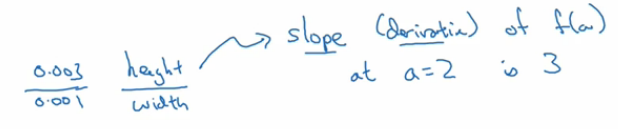 slope (derivative) of f(a)
at a=2 is 3
0.003 height
0.001 width